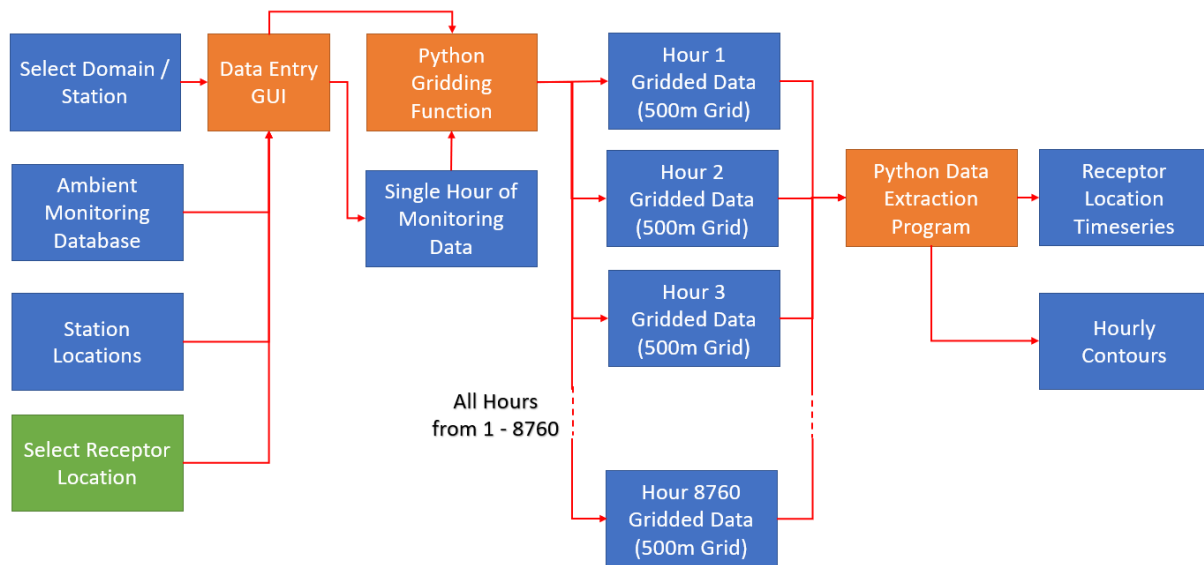 Select Domain /
Station
Data Entry
GUI
Python
Gridding
Function
Hour 1
Gridded Data
(500m Grid)
Ambient
Monitoring
Database
Single Hour of
Monitoring
Data
Hour 2
Gridded Data
(500m Grid)
Python Data
Extraction
Program
Receptor
Location
Timeseries
Station
Locations
Hour 3
Gridded Data
(500m Grid)
Hourly
Contours
Select Receptor
Location
All Hours
from 1 - 8760
Hour 8760
Gridded Data
(500m Grid)